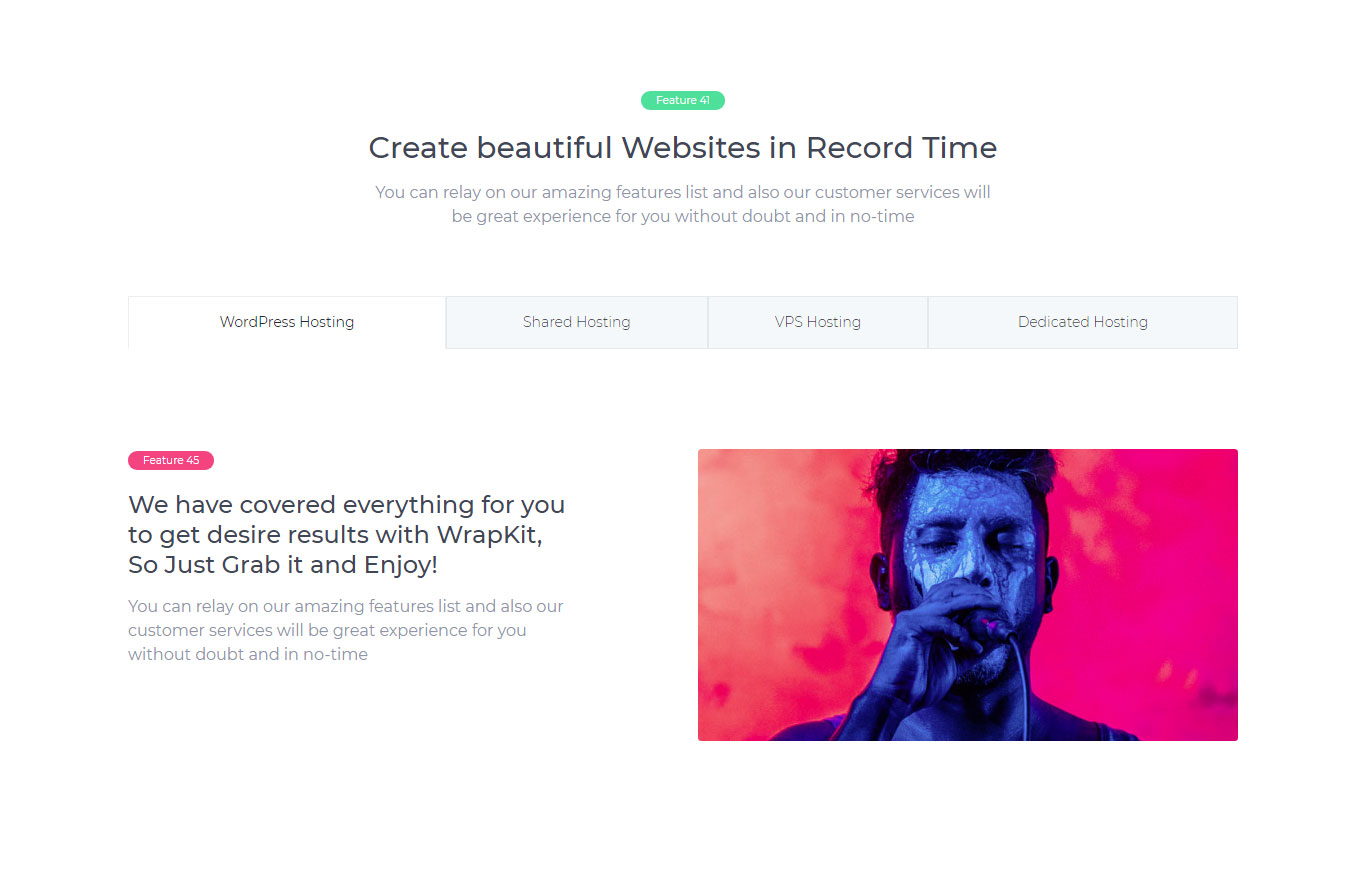 Feature 41
Create beautiful Websites in Record Time
You can relay on our amazing features list and also our customer services will
be great experience for you without doubt and in no-time
WordPress Hosting
Shared Hosting
VPS Hosting
Dedicated Hosting
Feature 45
We have covered everything for you
to get desire results with WrapKit,
So Just Grab it and Enjoy!
You can relay on our amazing features list and also our
customer services will be great experience for you
without doubt and in no-time